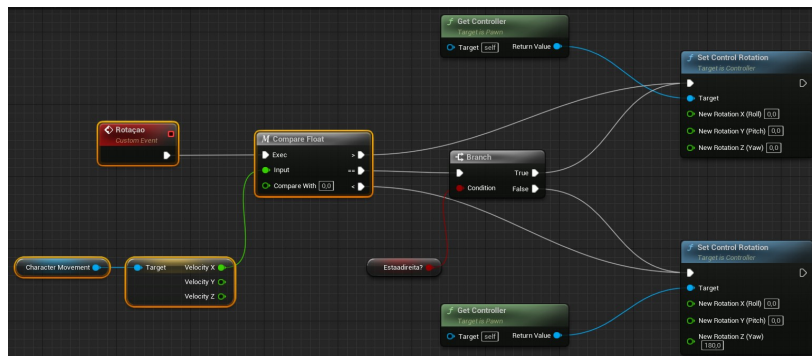 Get Controller
Target is Pawn
Target self Return Value
Set Control Rotation
Target is Controller
Target
New Rotation X (Roll) 0,0
New Rotation Y (Pitch) 0,0
New Rotation Z (Yaw) 0,0
Rotaçao
Custom Event
Compare Float
Exec >
Input ==
Compare With 0,0 <
Branch
True
Condition False
Character Movement
Target Velocity X
Velocity Y
Velocity Z
Estaadireita?
Set Control Rotation
Target is Controller
Target
New Rotation X (Roll) 0,0
New Rotation Y (Pitch) 0,0
New Rotation Z (Yaw)
180,0
Get Controller
Target is Pawn
Target self Return Value